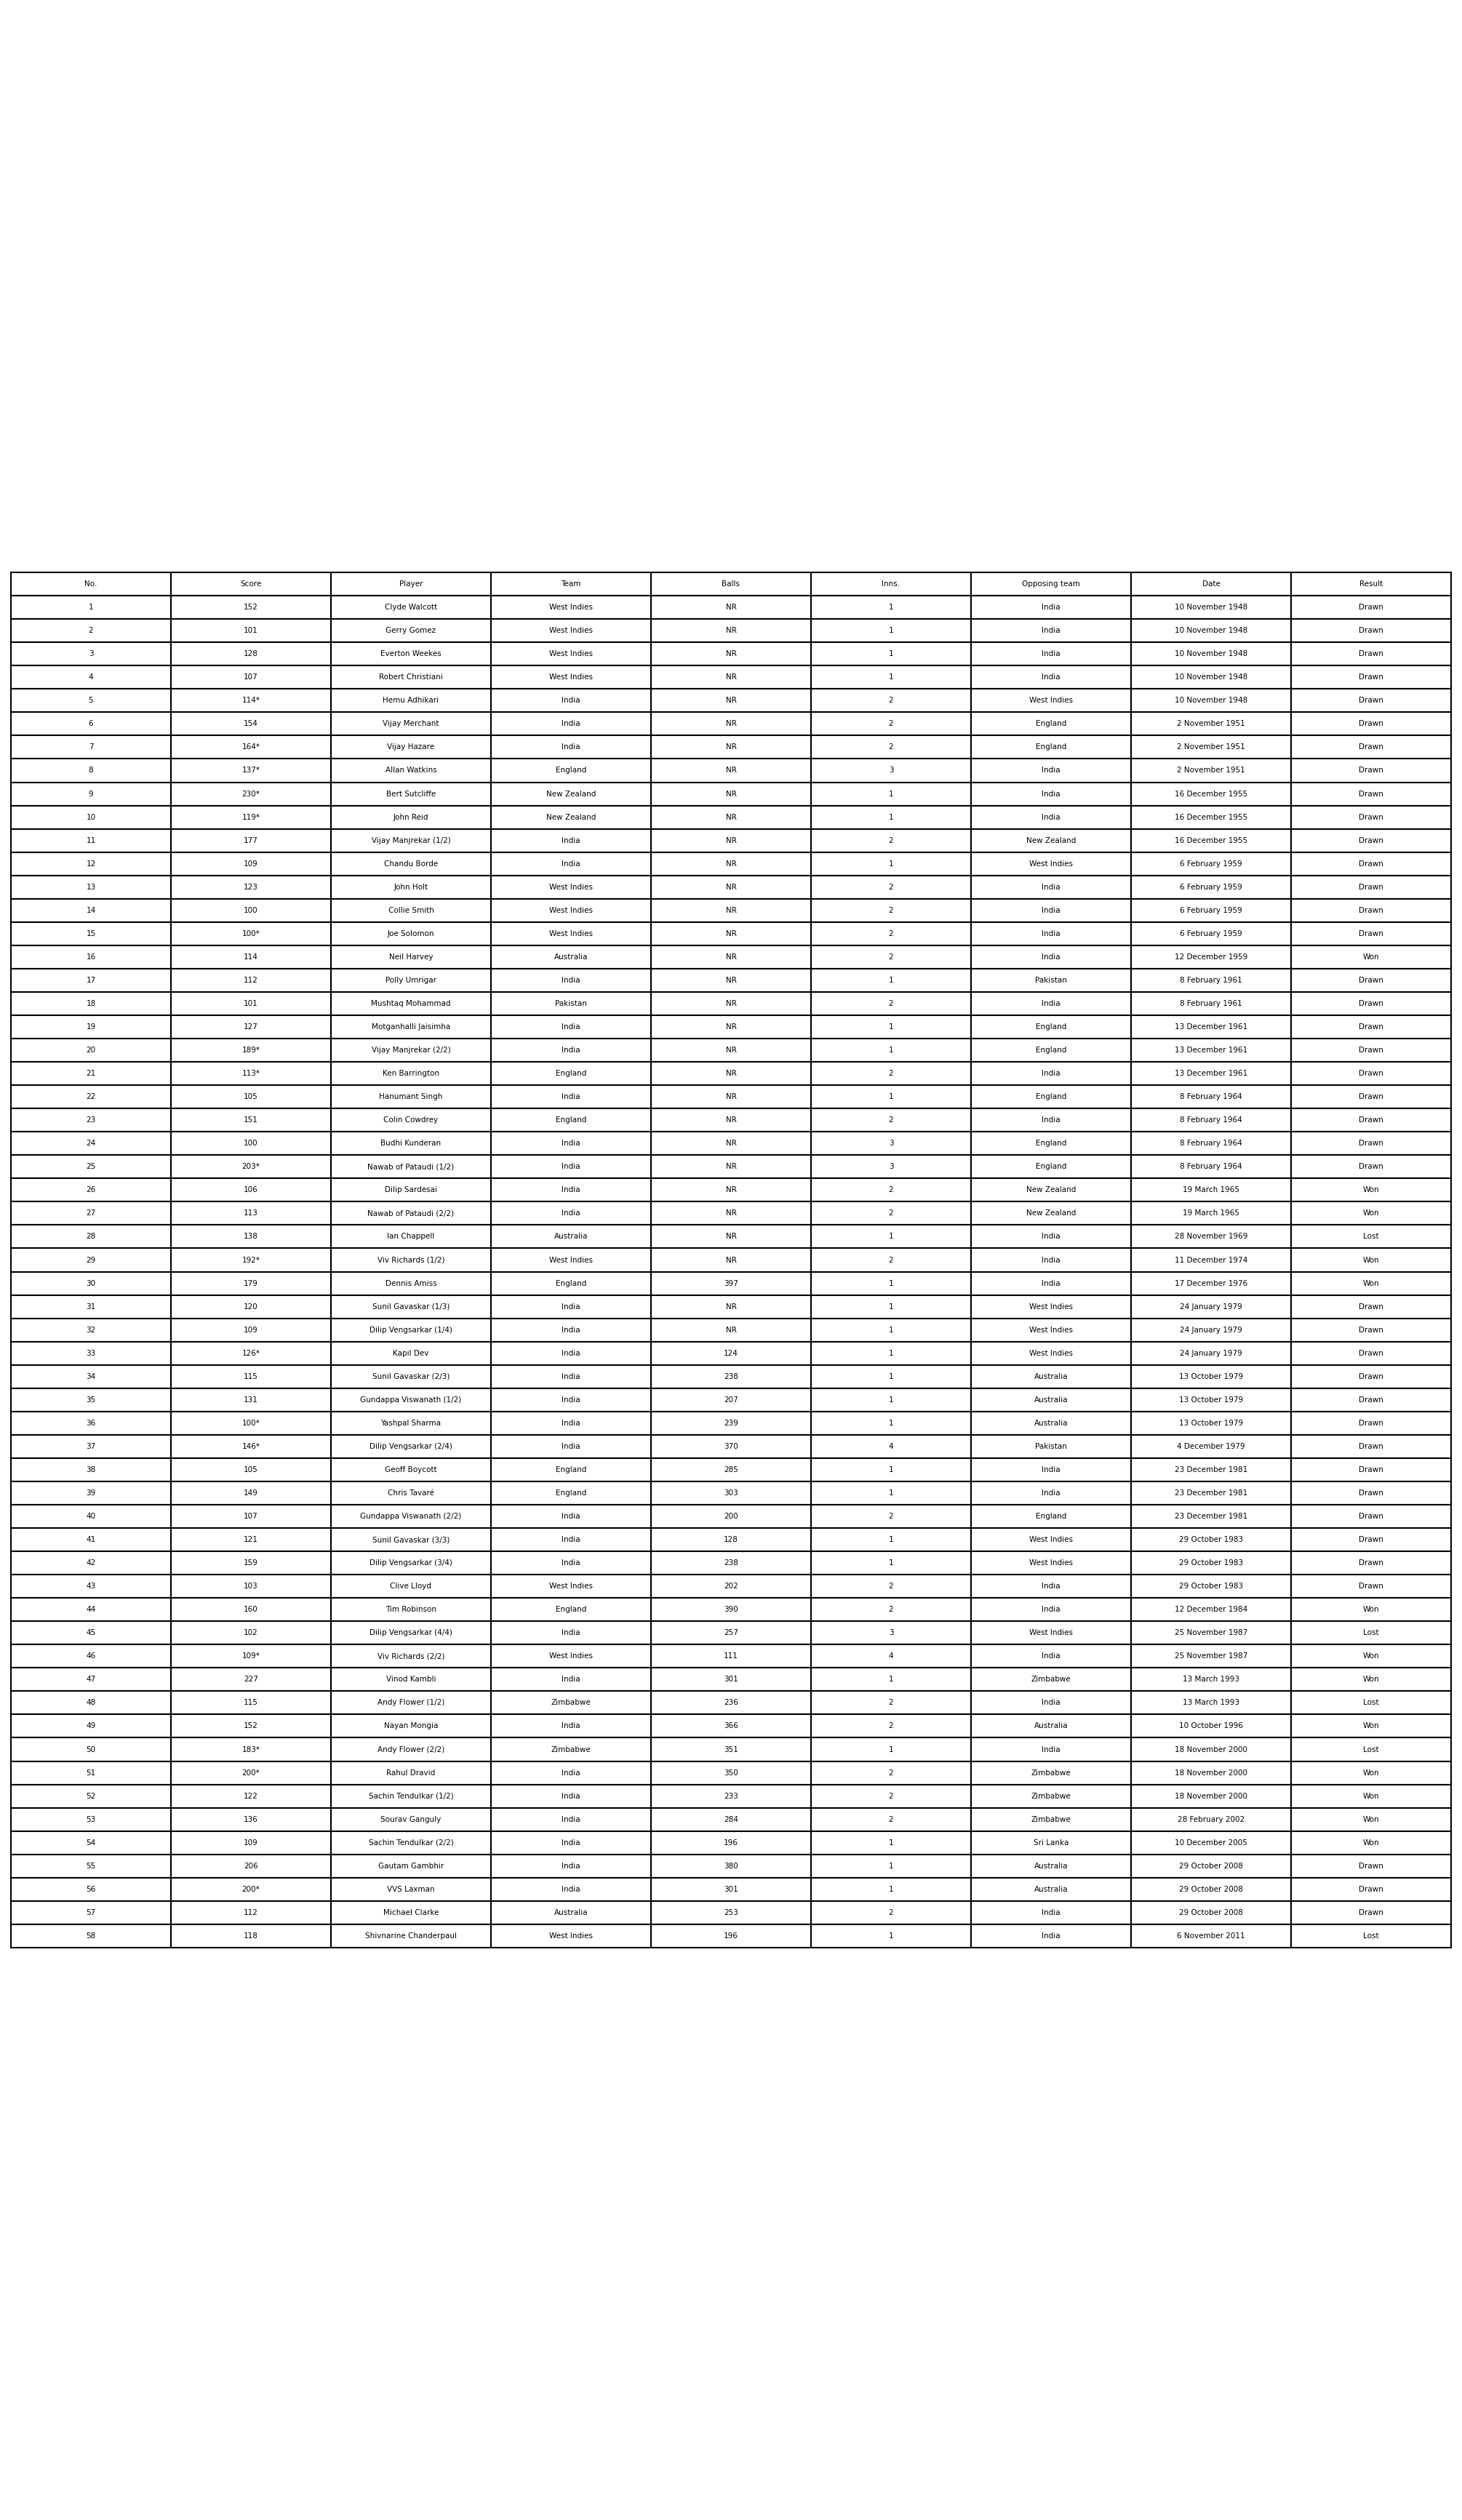 No. Score Player Team Balls Inns. Opposing team Date Result
1 152 Clyde Walcott West Indies NR 1 India 10 November 1948 Drawn
2 101 Gerry Gomez West Indies NR 1 India 10 November 1948 Drawn
3 128 Everton Weekes West Indies NR 1 India 10 November 1948 Drawn
4 107 Robert Christiani West Indies NR 1 India 10 November 1948 Drawn
5 114* Hemu Adhikari India NR 2 West Indies 10 November 1948 Drawn
6 154 Vijay Merchant India NR 2 England 2 November 1951 Drawn
7 164* Vijay Hazare India NR 2 England 2 November 1951 Drawn
8 137* Allan Watkins England NR 3 India 2 November 1951 Drawn
9 230* Bert Sutcliffe New Zealand NR 1 India 16 December 1955 Drawn
10 119* John Reid New Zealand NR 1 India 16 December 1955 Drawn
11 177 Vijay Manjrekar (1/2) India NR 2 New Zealand 16 December 1955 Drawn
12 109 Chandu Borde India NR 1 West Indies 6 February 1959 Drawn
13 123 John Holt West Indies NR 2 India 6 February 1959 Drawn
14 100 Collie Smith West Indies NR 2 India 6 February 1959 Drawn
15 100* Joe Solomon West Indies NR 2 India 6 February 1959 Drawn
16 114 Neil Harvey Australia NR 2 India 12 December 1959 Won
17 112 Polly Umrigar India NR 1 Pakistan 8 February 1961 Drawn
18 101 Mushtaq Mohammad Pakistan NR 2 India 8 February 1961 Drawn
19 127 Motganhalli Jaisimha India NR 1 England 13 December 1961 Drawn
20 189* Vijay Manjrekar (2/2) India NR 1 England 13 December 1961 Drawn
21 113* Ken Barrington England NR 2 India 13 December 1961 Drawn
22 105 Hanumant Singh India NR 1 England 8 February 1964 Drawn
23 151 Colin Cowdrey England NR 2 India 8 February 1964 Drawn
24 100 Budhi Kunderan India NR 3 England 8 February 1964 Drawn
25 203* Nawab of Pataudi (1/2) India NR 3 England 8 February 1964 Drawn
26 106 Dilip Sardesai India NR 2 New Zealand 19 March 1965 Won
27 113 Nawab of Pataudi (2/2) India NR 2 New Zealand 19 March 1965 Won
28 138 Ian Chappell Australia NR 1 India 28 November 1969 Lost
29 192* Viv Richards (1/2) West Indies NR 2 India 11 December 1974 Won
30 179 Dennis Amiss England 397 1 India 17 December 1976 Won
31 120 Sunil Gavaskar (1/3) India NR 1 West Indies 24 January 1979 Drawn
32 109 Dilip Vengsarkar (1/4) India NR 1 West Indies 24 January 1979 Drawn
33 126* Kapil Dev India 124 1 West Indies 24 January 1979 Drawn
34 115 Sunil Gavaskar (2/3) India 238 1 Australia 13 October 1979 Drawn
35 131 Gundappa Viswanath (1/2) India 207 1 Australia 13 October 1979 Drawn
36 100* Yashpal Sharma India 239 1 Australia 13 October 1979 Drawn
37 146* Dilip Vengsarkar (2/4) India 370 4 Pakistan 4 December 1979 Drawn
38 105 Geoff Boycott England 285 1 India 23 December 1981 Drawn
39 149 Chris Tavaré England 303 1 India 23 December 1981 Drawn
40 107 Gundappa Viswanath (2/2) India 200 2 England 23 December 1981 Drawn
41 121 Sunil Gavaskar (3/3) India 128 1 West Indies 29 October 1983 Drawn
42 159 Dilip Vengsarkar (3/4) India 238 1 West Indies 29 October 1983 Drawn
43 103 Clive Lloyd West Indies 202 2 India 29 October 1983 Drawn
44 160 Tim Robinson England 390 2 India 12 December 1984 Won
45 102 Dilip Vengsarkar (4/4) India 257 3 West Indies 25 November 1987 Lost
46 109* Viv Richards (2/2) West Indies 111 4 India 25 November 1987 Won
47 227 Vinod Kambli India 301 1 Zimbabwe 13 March 1993 Won
48 115 Andy Flower (1/2) Zimbabwe 236 2 India 13 March 1993 Lost
49 152 Nayan Mongia India 366 2 Australia 10 October 1996 Won
50 183* Andy Flower (2/2) Zimbabwe 351 1 India 18 November 2000 Lost
51 200* Rahul Dravid India 350 2 Zimbabwe 18 November 2000 Won
52 122 Sachin Tendulkar (1/2) India 233 2 Zimbabwe 18 November 2000 Won
53 136 Sourav Ganguly India 284 2 Zimbabwe 28 February 2002 Won
54 109 Sachin Tendulkar (2/2) India 196 1 Sri Lanka 10 December 2005 Won
55 206 Gautam Gambhir India 380 1 Australia 29 October 2008 Drawn
56 200* VVS Laxman India 301 1 Australia 29 October 2008 Drawn
57 112 Michael Clarke Australia 253 2 India 29 October 2008 Drawn
58 118 Shivnarine Chanderpaul West Indies 196 1 India 6 November 2011 Lost